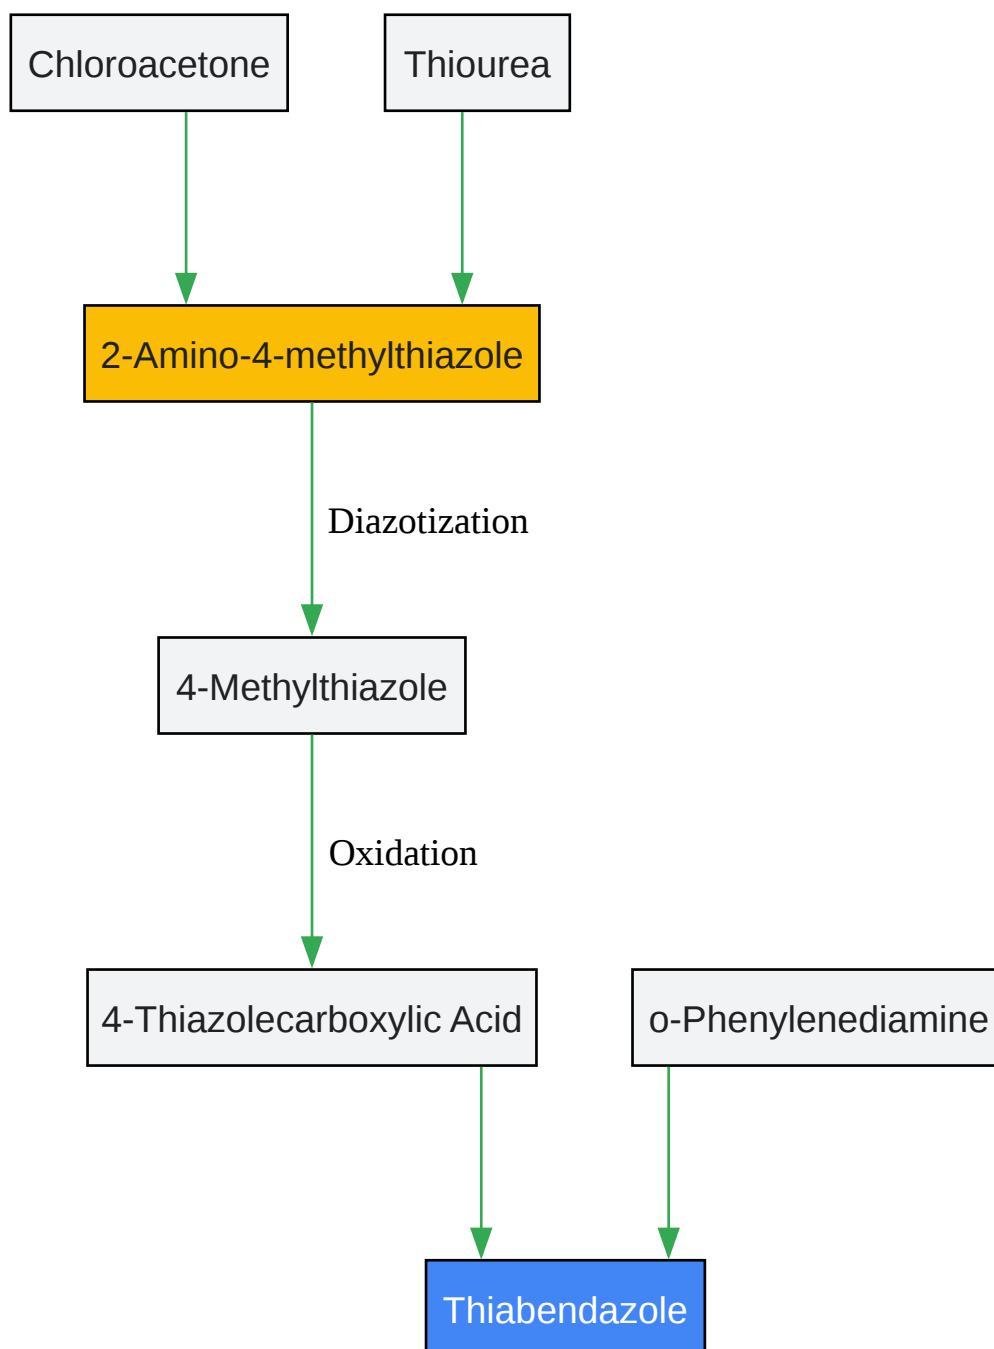 Chloroacetone
Thiourea
2-Amino-4-methylthiazole
Diazotization
4-Methylthiazole
Oxidation
4-Thiazolecarboxylic Acid
o-Phenylenediamine
Thiabendazole